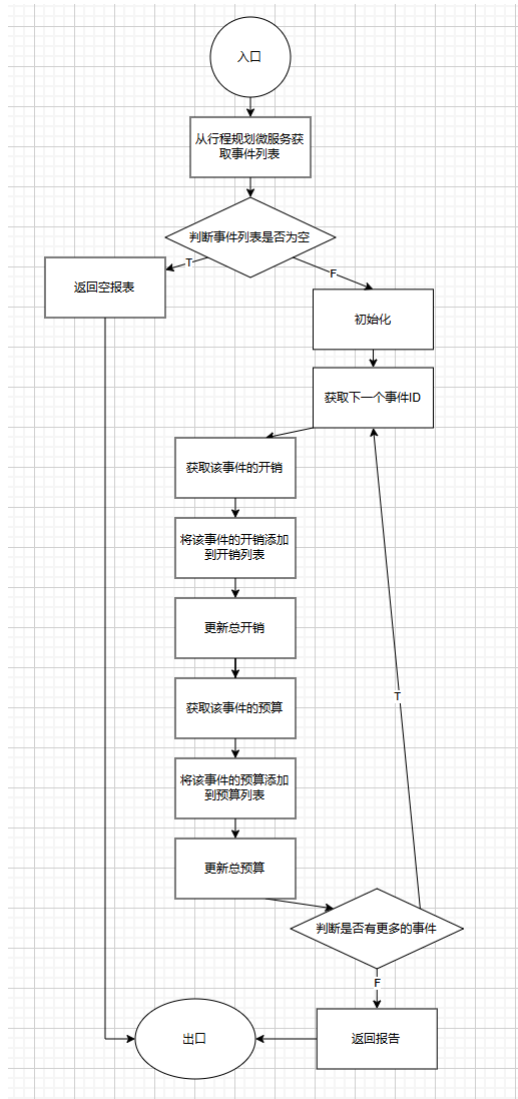 入口
从行程规划微服务获
取事件列表
判断事件列表是否为空
T
F
返回空报表
初始化
获取下一个事件ID
获取该事件的开销
将该事件的开销添加
到开销列表
更新总开销
获取该事件的预算
T
将该事件的预算添加
到预算列表
更新总预算
判断是否有更多的事件
F
出口
返回报告